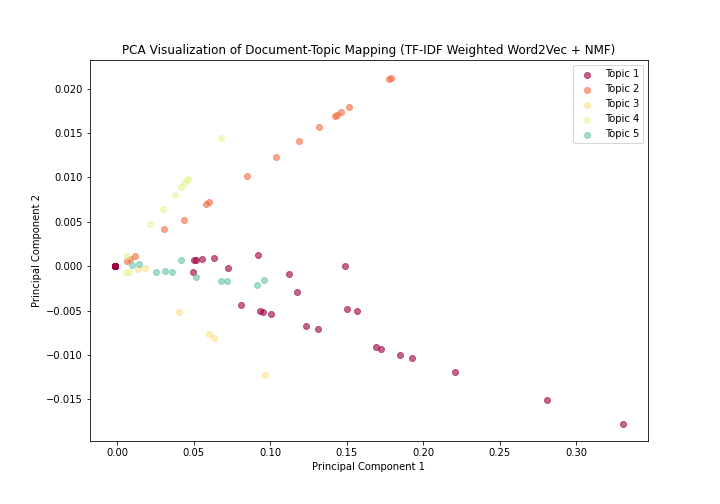 PCA Visualization of Document-Topic Mapping (TF-IDF Weighted Word2Vec + NMF)
Topic 1
Topic 2
Topic 3
Topic 4
Topic 5
Principal Component 2
0.020
0.015
0.010
0.005
0.000
−0.005
−0.010
−0.015
0.00 0.05 0.10 0.15 0.20 0.25 0.30
Principal Component 1